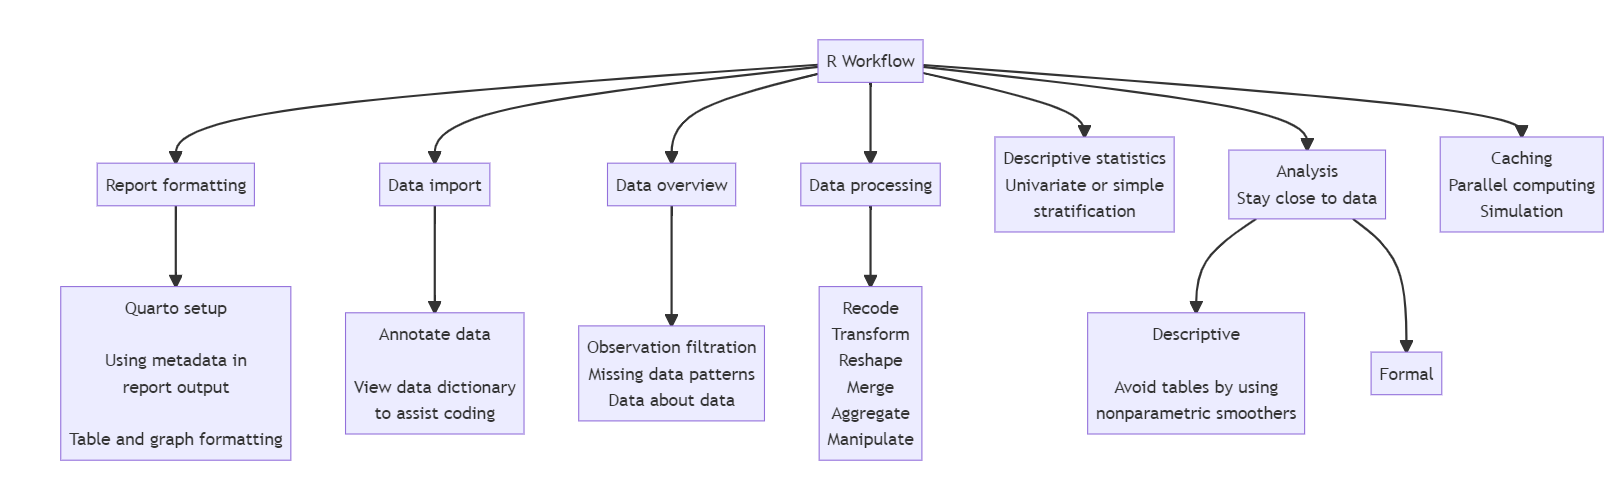 R Workflow
Report formatting
Data import
Data overview
Data processing
Descriptive statistics
Univariate or simple
stratification
Analysis
Stay close to data
Caching
Parallel computing
Simulation
Quarto setup
Using metadata in
report output
Table and graph formatting
Annotate data
View data dictionary
to assist coding
Observation filtration
Missing data patterns
Data about data
Recode
Transform
Reshape
Merge
Aggregate
Manipulate
Descriptive
Avoid tables by using
nonparametric smoothers
Formal